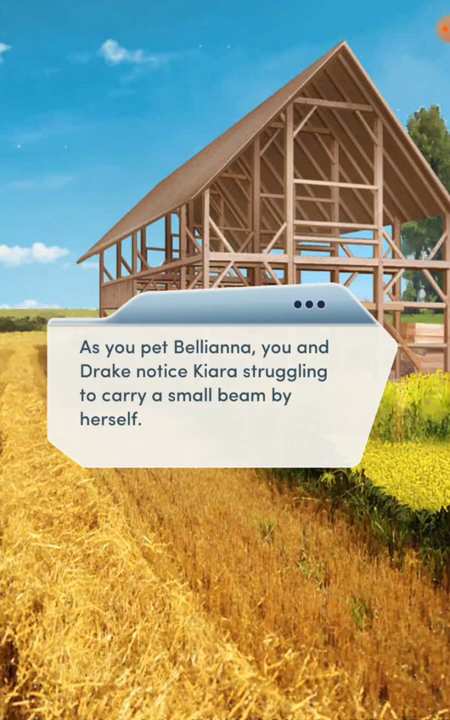 As you pet Bellianna, you and
Drake notice Kiara struggling
to carry a small beam by
herself.